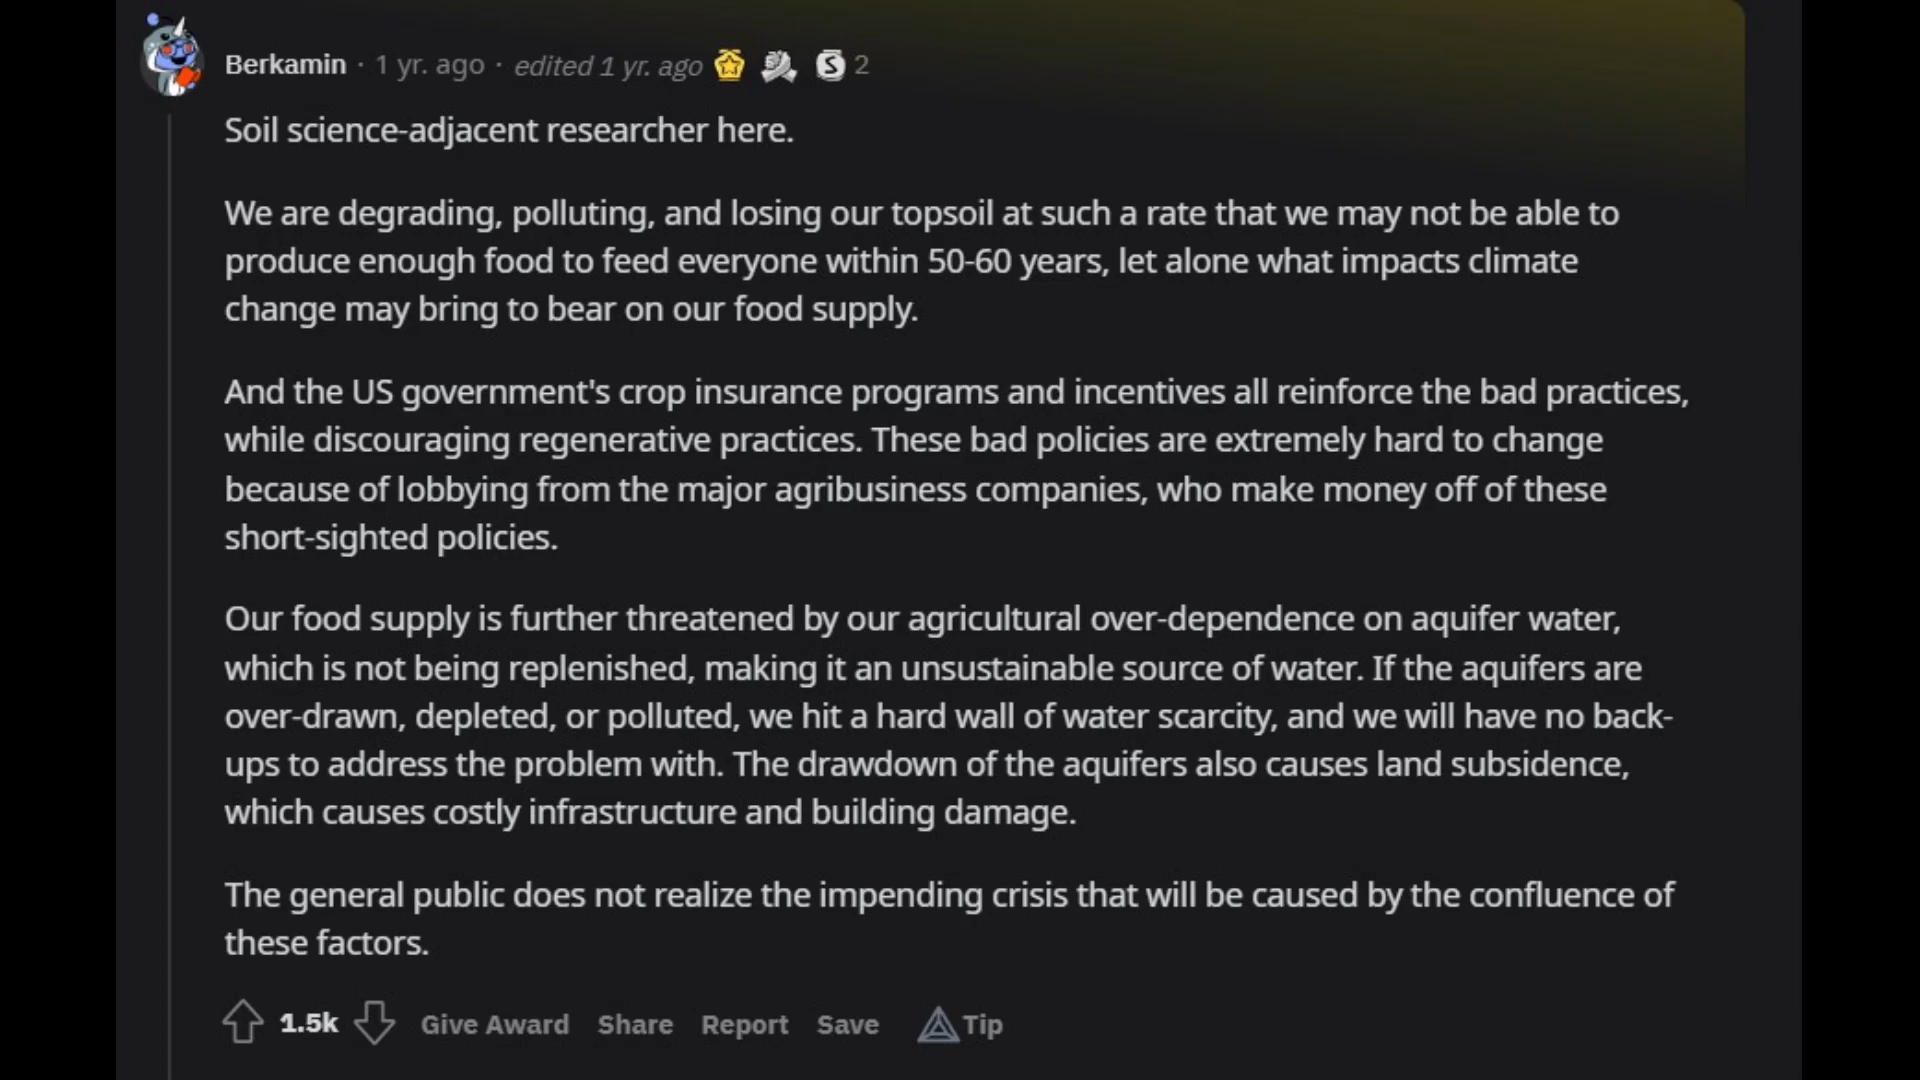 Berkamin · 1 yr. ago · edited 1 yr. ago S 2
Soil science-adjacent researcher here.
We are degrading, polluting, and losing our topsoil at such a rate that we may not be able to
produce enough food to feed everyone within 50-60 years, let alone what impacts climate
change may bring to bear on our food supply.
And the US government's crop insurance programs and incentives all reinforce the bad practices,
while discouraging regenerative practices. These bad policies are extremely hard to change
because of lobbying from the major agribusiness companies, who make money off of these
short-sighted policies.
Our food supply is further threatened by our agricultural over-dependence on aquifer water,
which is not being replenished, making it an unsustainable source of water. If the aquifers are
over-drawn, depleted, or polluted, we hit a hard wall of water scarcity, and we will have no back-
ups to address the problem with. The drawdown of the aquifers also causes land subsidence,
which causes costly infrastructure and building damage.
The general public does not realize the impending crisis that will be caused by the confluence of
these factors.
1.5k Give Award Share Report Save Tip